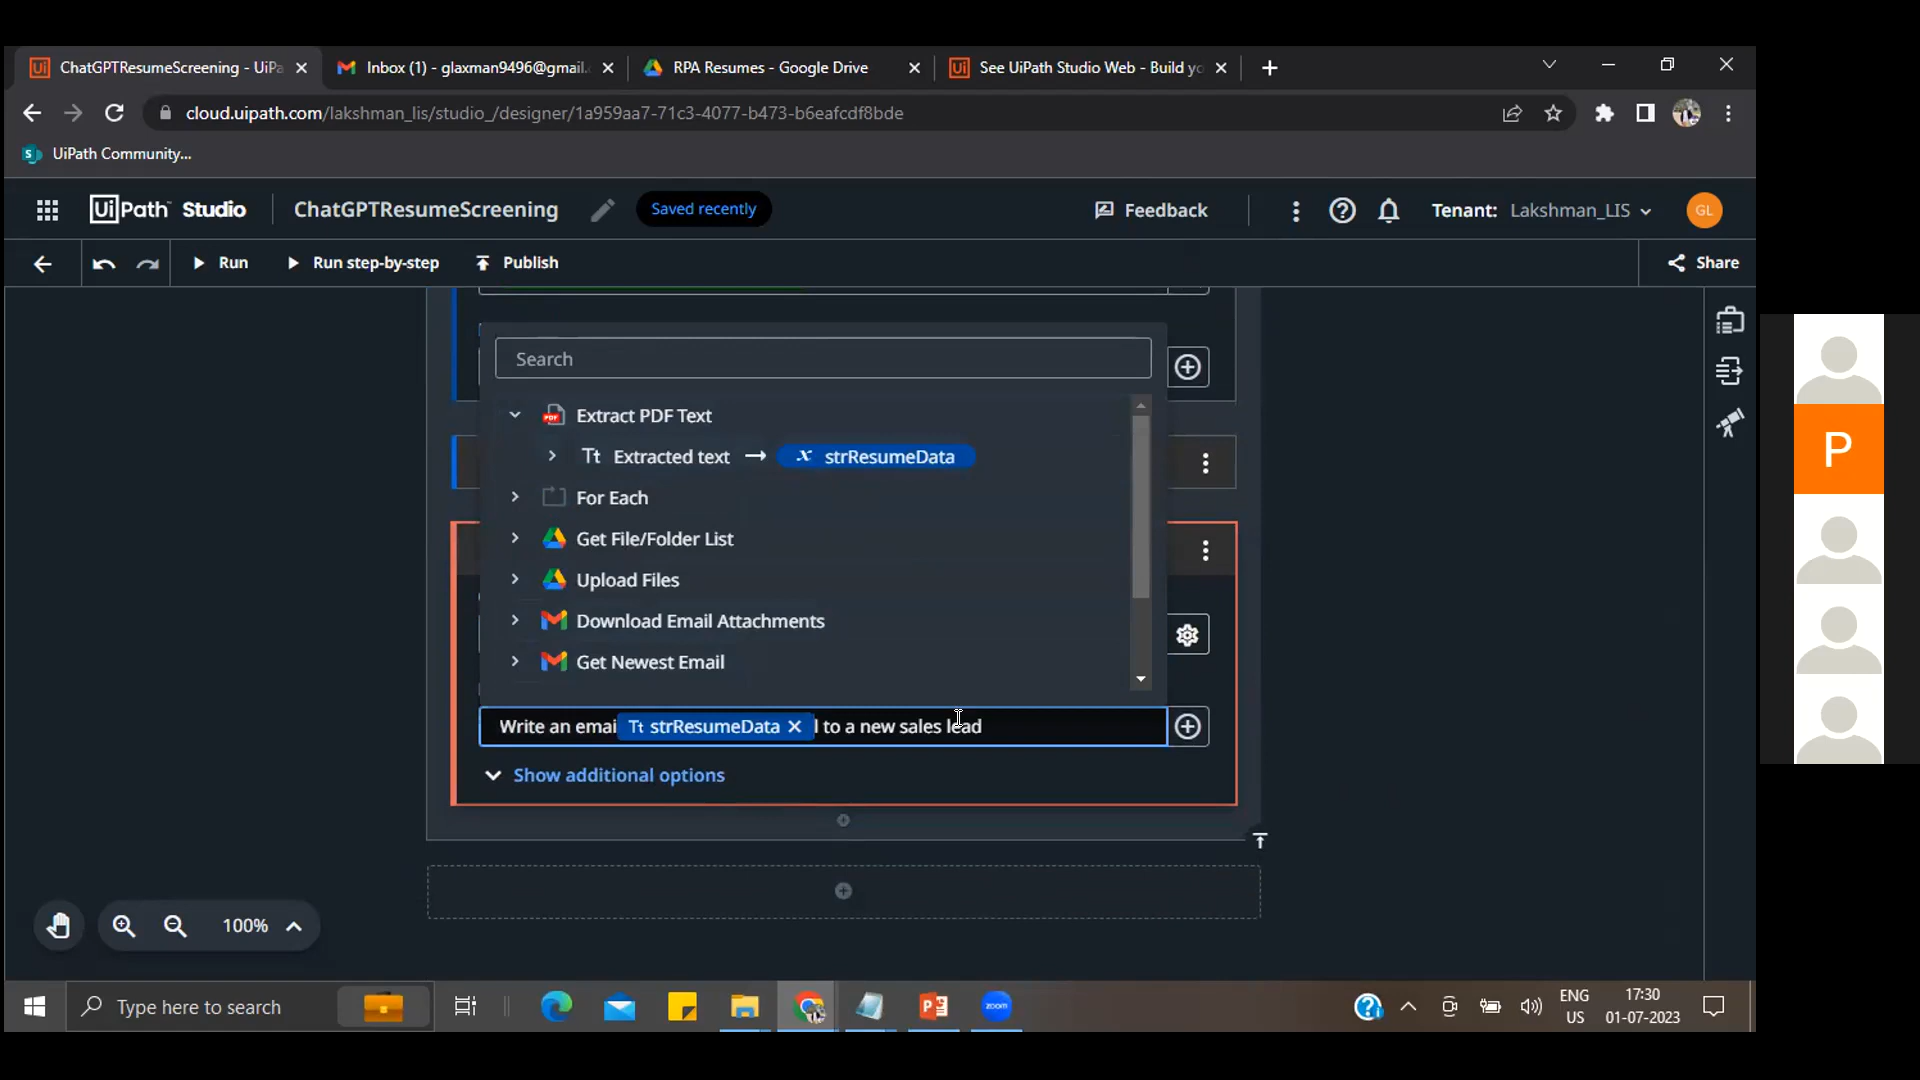 ChatGPTResumeScreening - UiPa
Inbox (1) - glaxman9496@gmail.
RPA Resumes - Google Drive
See UiPath Studio Web - Build yo
cloud.uipath.com/lakshman_lis/studio_/designer/1a959aa7-71c3-4077-b473-b6eafcdf8bde
UiPath Community...
UiPath Studio
ChatGPTResumeScreening
Saved recently
Feedback
Tenant: Lakshman_LIS
GL
Run
Run step-by-step
Publish
Share
Search
Extract PDF Text
Tt Extracted text → x strResumeData
For Each
Get File/Folder List
Upload Files
Download Email Attachments
Get Newest Email
Write an emai Tt strResumeData × l to a new sales lead
Show additional options
100%
Type here to search
zoom
ENG
US
17:30
01-07-2023
P